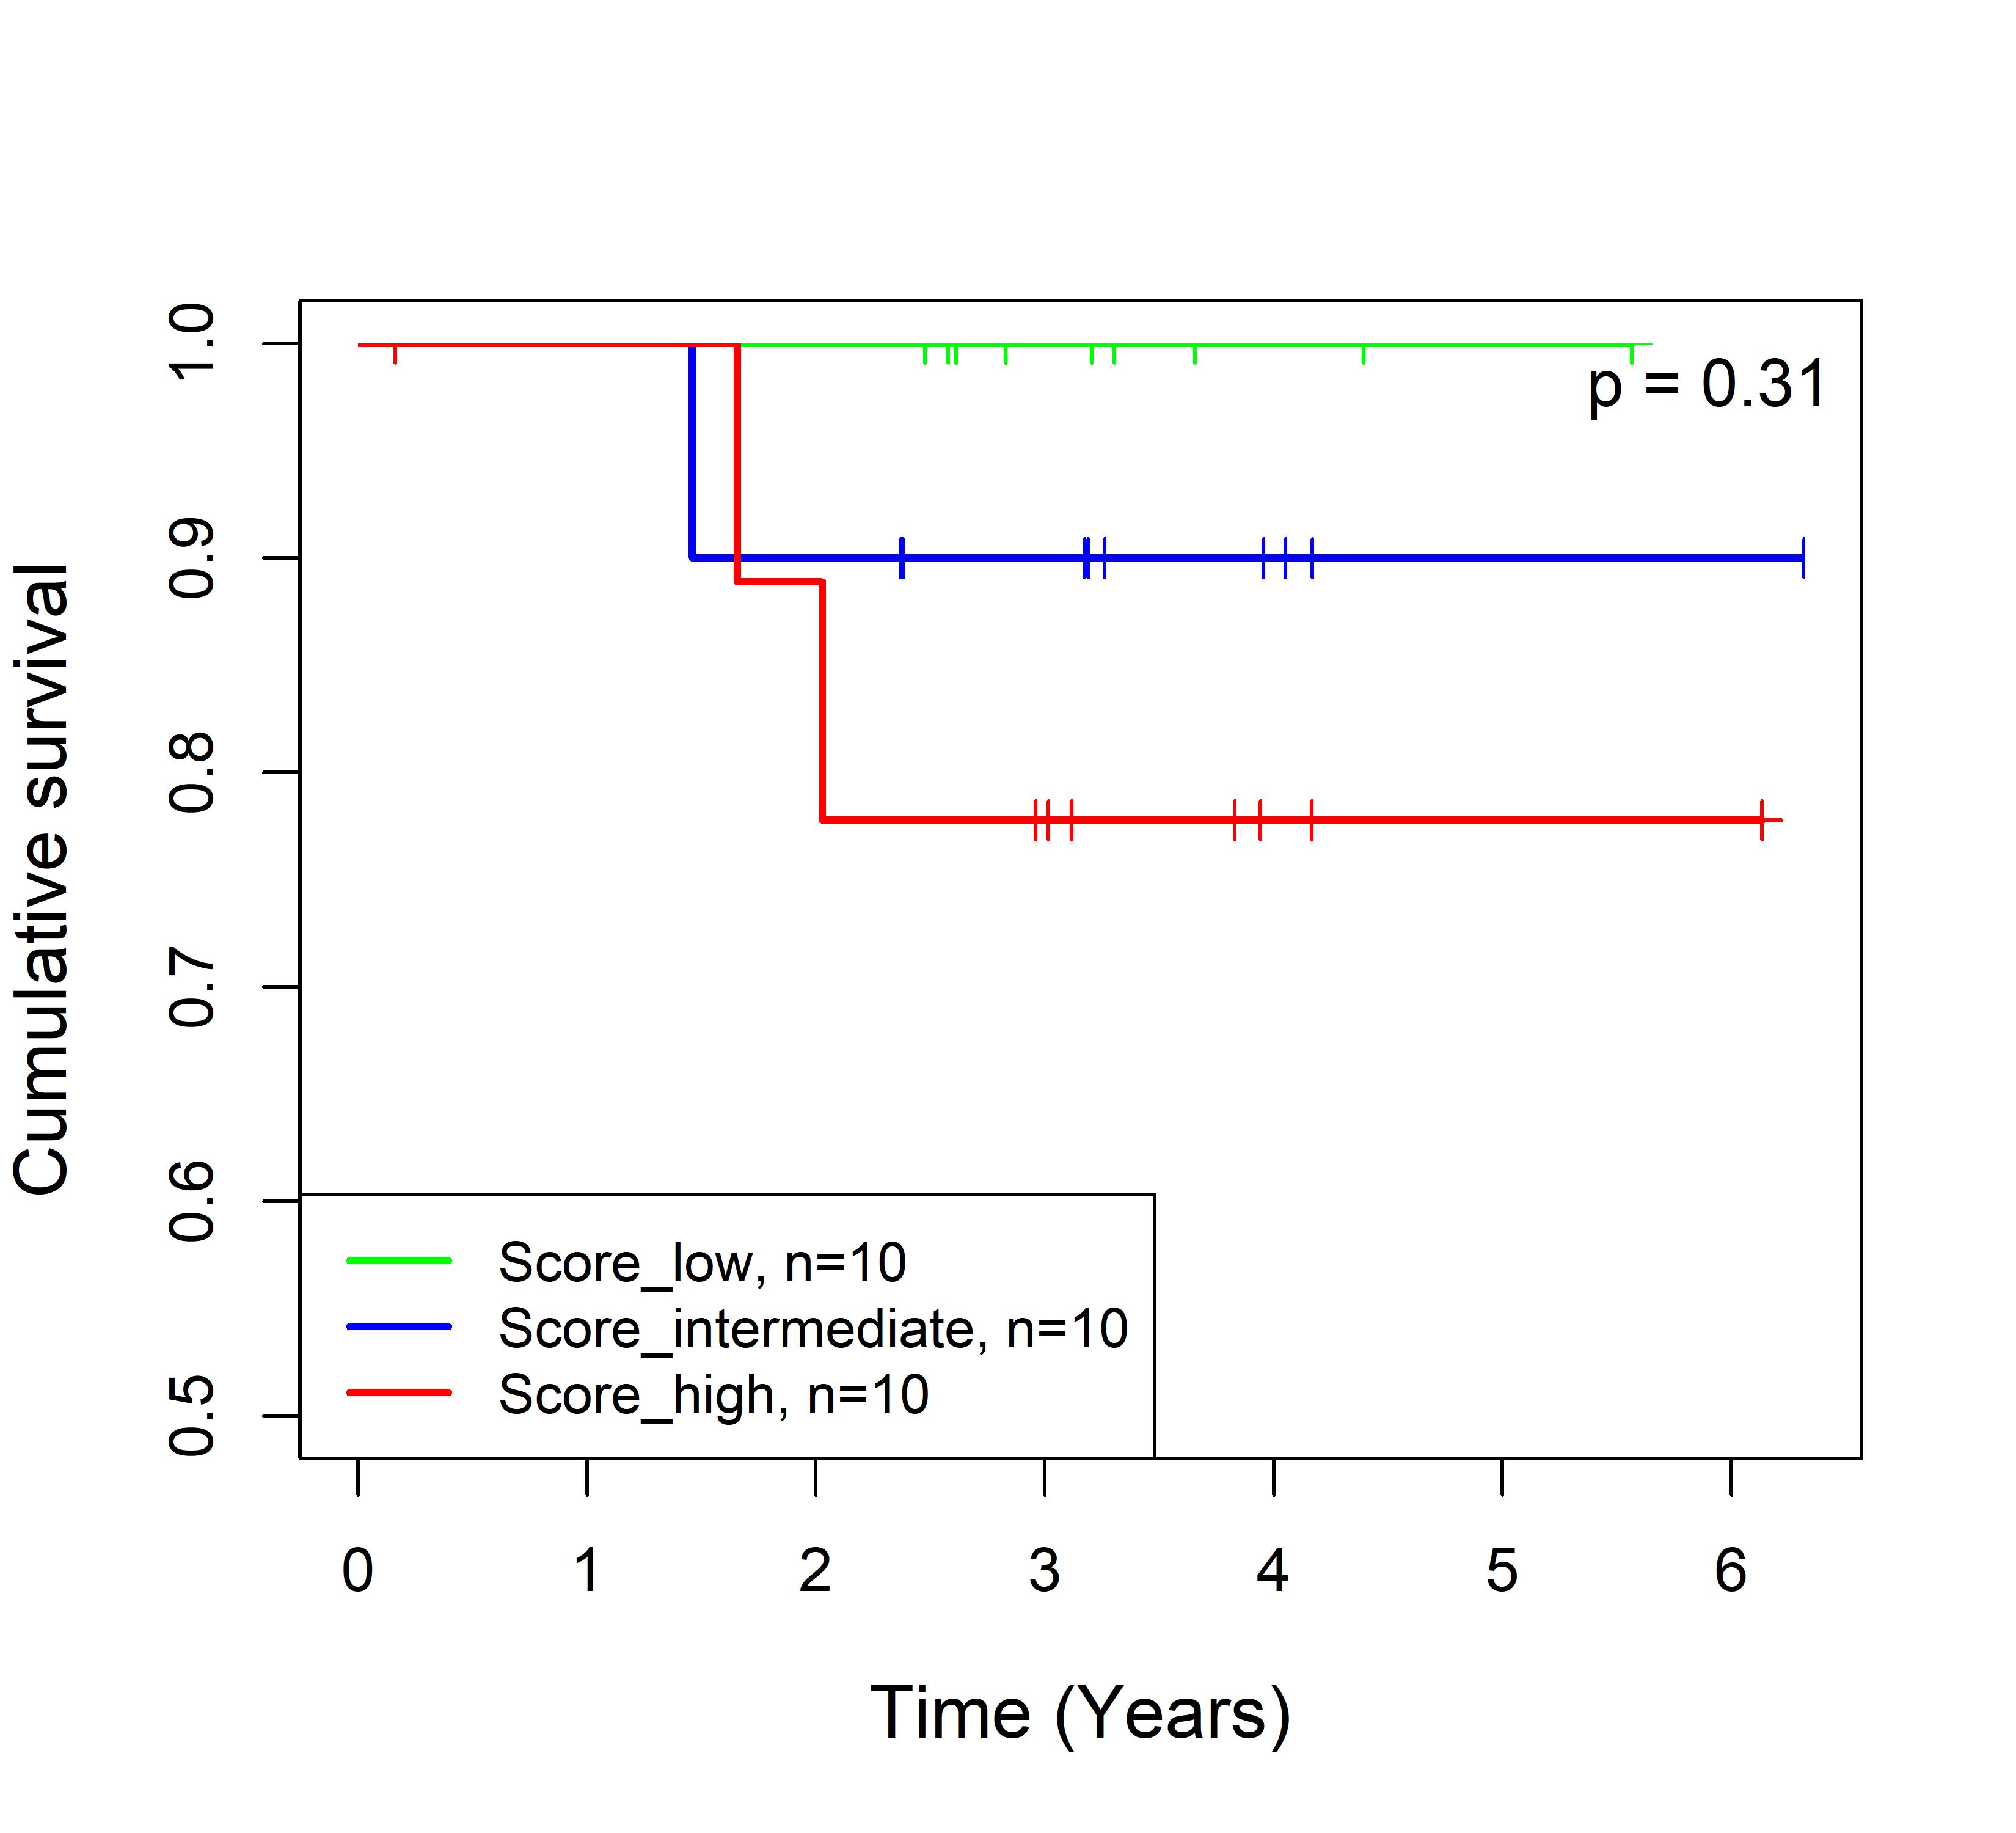 p = 0.31
Cumulative survival
1.0
0.9
0.8
0.7
0.6
0.5
Score_low, n=10
Score_intermediate, n=10
Score_high, n=10
0 1 2 3 4 5 6
Time (Years)